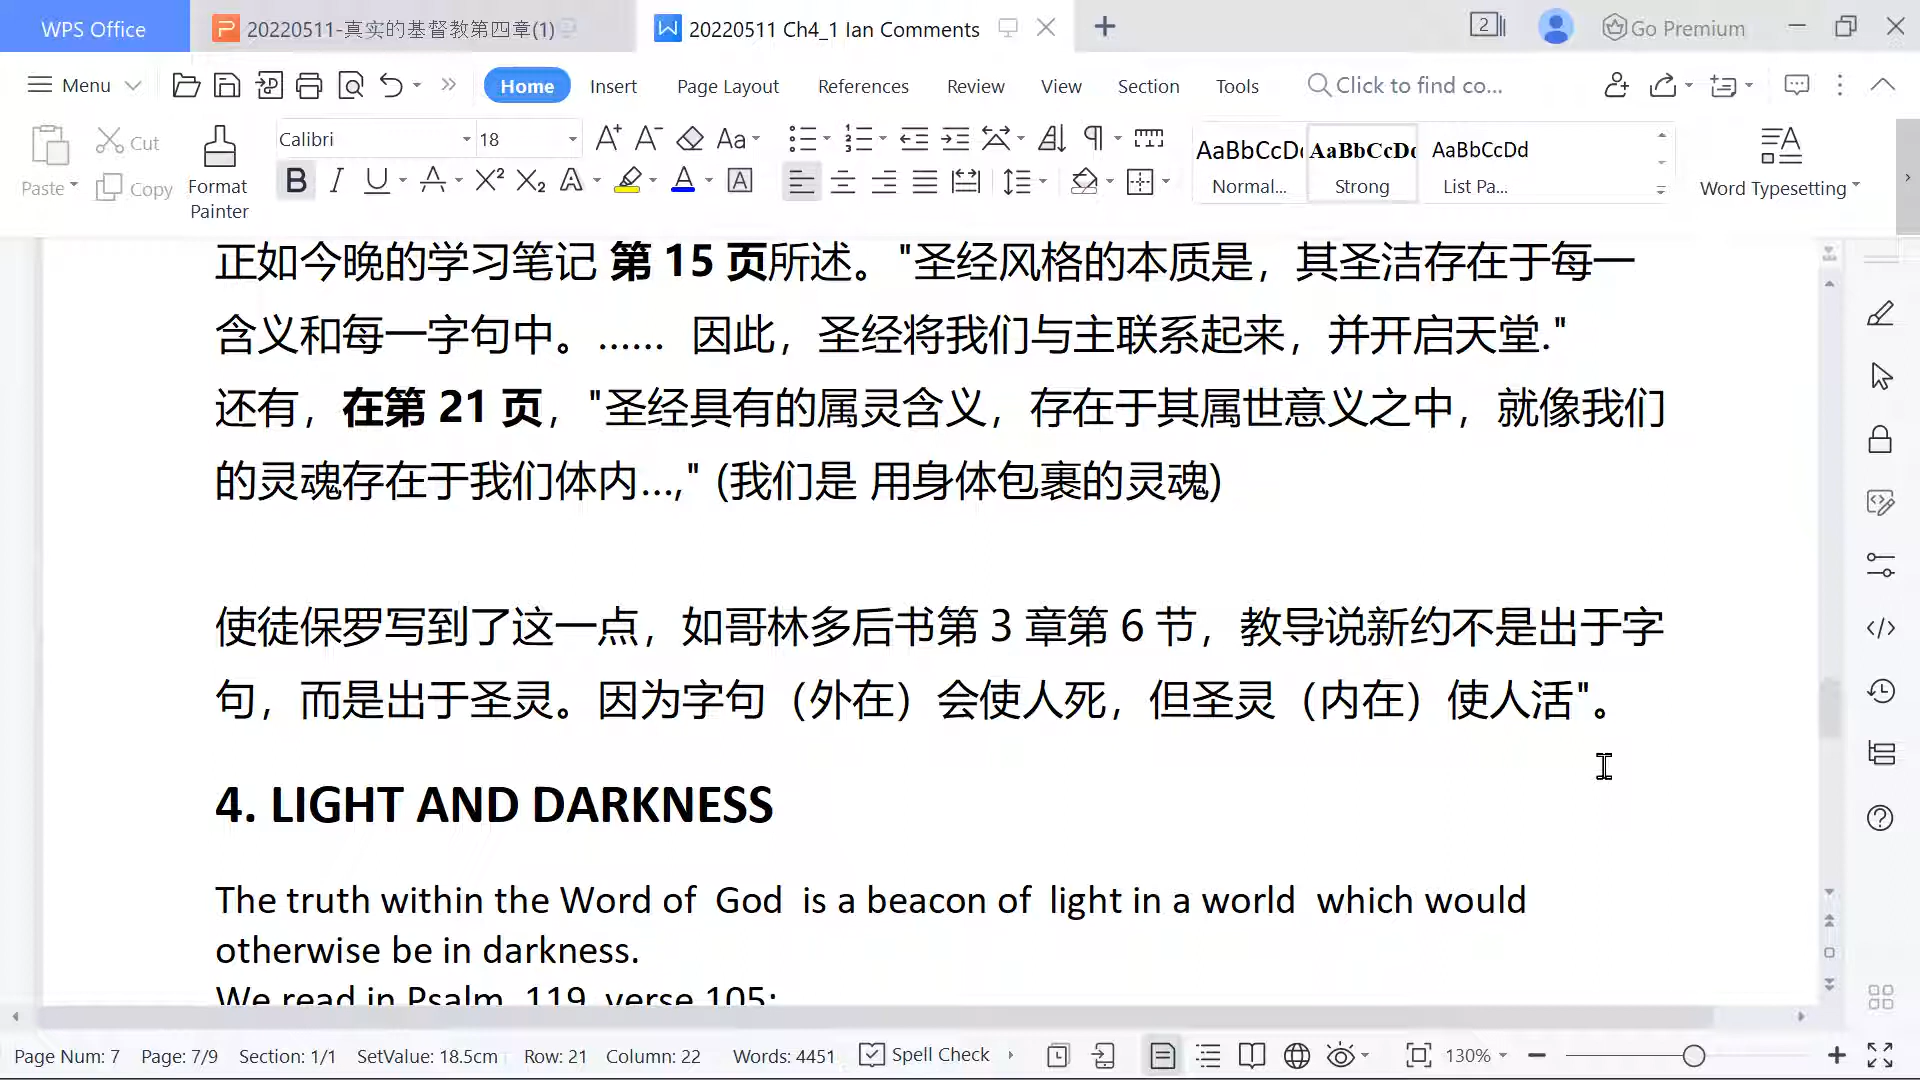 WPS Office
20220511-真实的基督教第四章(1)
20220511 Ch4_1 Ian Comments
2
Go Premium
Menu
Home
Insert
Page Layout
References
Review
View
Section
Tools
Click to find co...
Paste
Cut
Copy
Format Painter
Calibri
18
AaBbCcDd
Normal...
AaBbCcDd
Strong
AaBbCcDd
List Pa...
Word Typesetting
正如今晚的学习笔记 第 15 页所述。"圣经风格的本质是，其圣洁存在于每一
含义和每一字句中。...... 因此，圣经将我们与主联系起来，并开启天堂."
还有，在第 21 页，"圣经具有的属灵含义，存在于其属世意义之中，就像我们
的灵魂存在于我们体内...," (我们是 用身体包裹的灵魂)
使徒保罗写到了这一点，如哥林多后书第 3 章第 6 节，教导说新约不是出于字
句，而是出于圣灵。因为字句（外在）会使人死，但圣灵（内在）使人活"。
4. LIGHT AND DARKNESS
The truth within the Word of God is a beacon of light in a world which would
otherwise be in darkness.
We read in Psalm 119 verse 105:
Page Num: 7
Page: 7/9
Section: 1/1
SetValue: 18.5cm
Row: 21
Column: 22
Words: 4451
Spell Check
130%